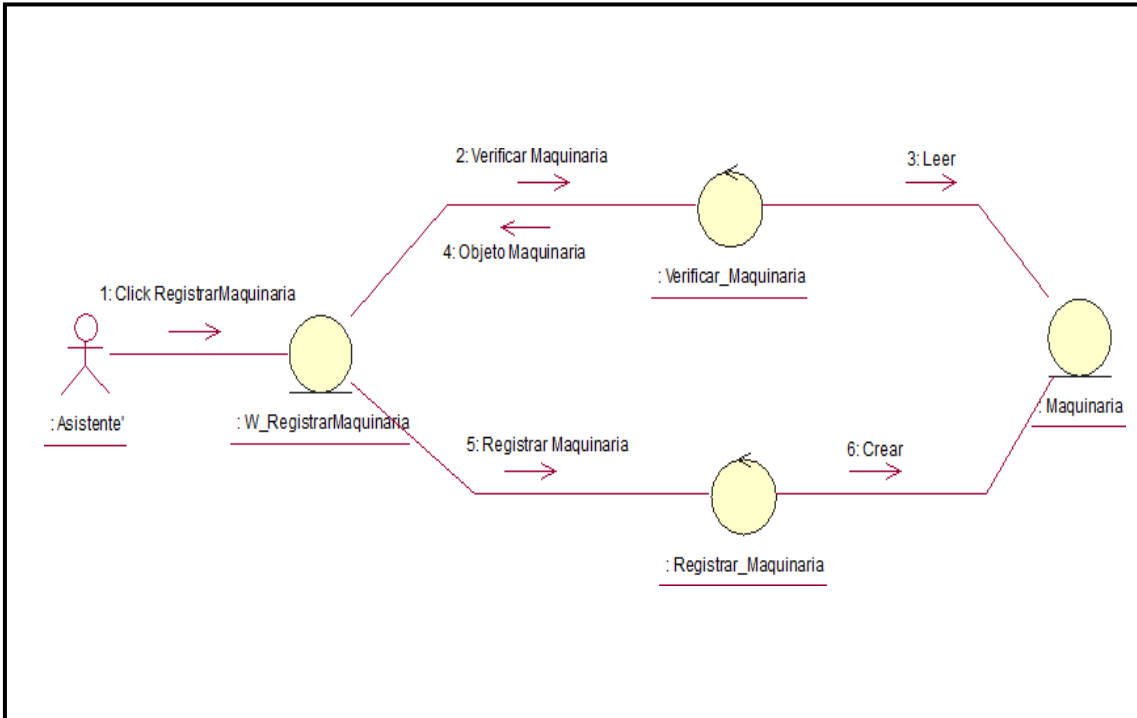 2: Verificar Maquinaria
3: Leer
4: Objeto Maquinaria
: Verificar_Maquinaria
1: Click RegistrarMaquinaria
: Asistente'
: W_RegistrarMaquinaria
: Maquinaria
5: Registrar Maquinaria
6: Crear
: Registrar_Maquinaria